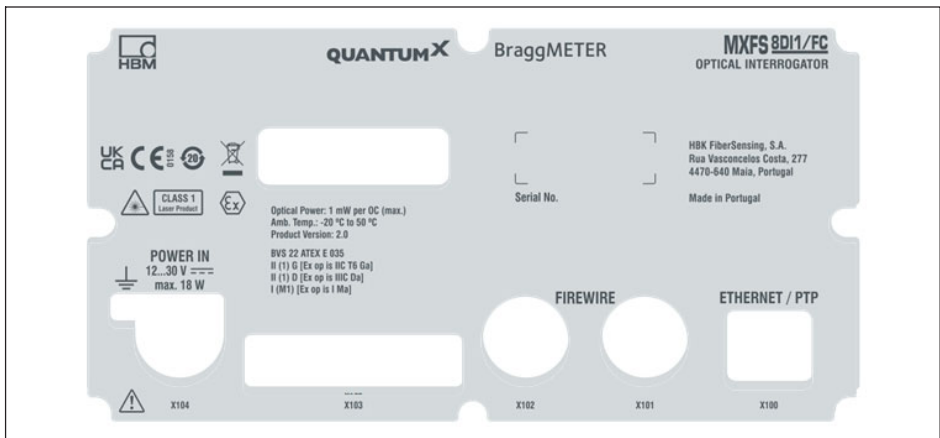 HBM
QUANTUMX
BraggMETER
MXFS 8DI1/FC
OPTICAL INTERROGATOR
UK
CA
CE
0158
20
HBK FiberSensing, S.A.
Rua Vasconcelos Costa, 277
4470-640 Maia, Portugal
Made in Portugal
Serial No.
CLASS 1
Laser Product
Ex
Optical Power: 1 mW per OC (max.)
Amb. Temp.: -20 ºC to 50 ºC
Product Version: 2.0
BVS 22 ATEX E 035
II (1) G [Ex op is IIC T6 Ga]
II (1) D [Ex op is IIIC Da]
I (M1) [Ex op is I Ma]
POWER IN
12...30 V
max. 18 W
FIREWIRE
ETHERNET / PTP
X104
X103
X102
X101
X100